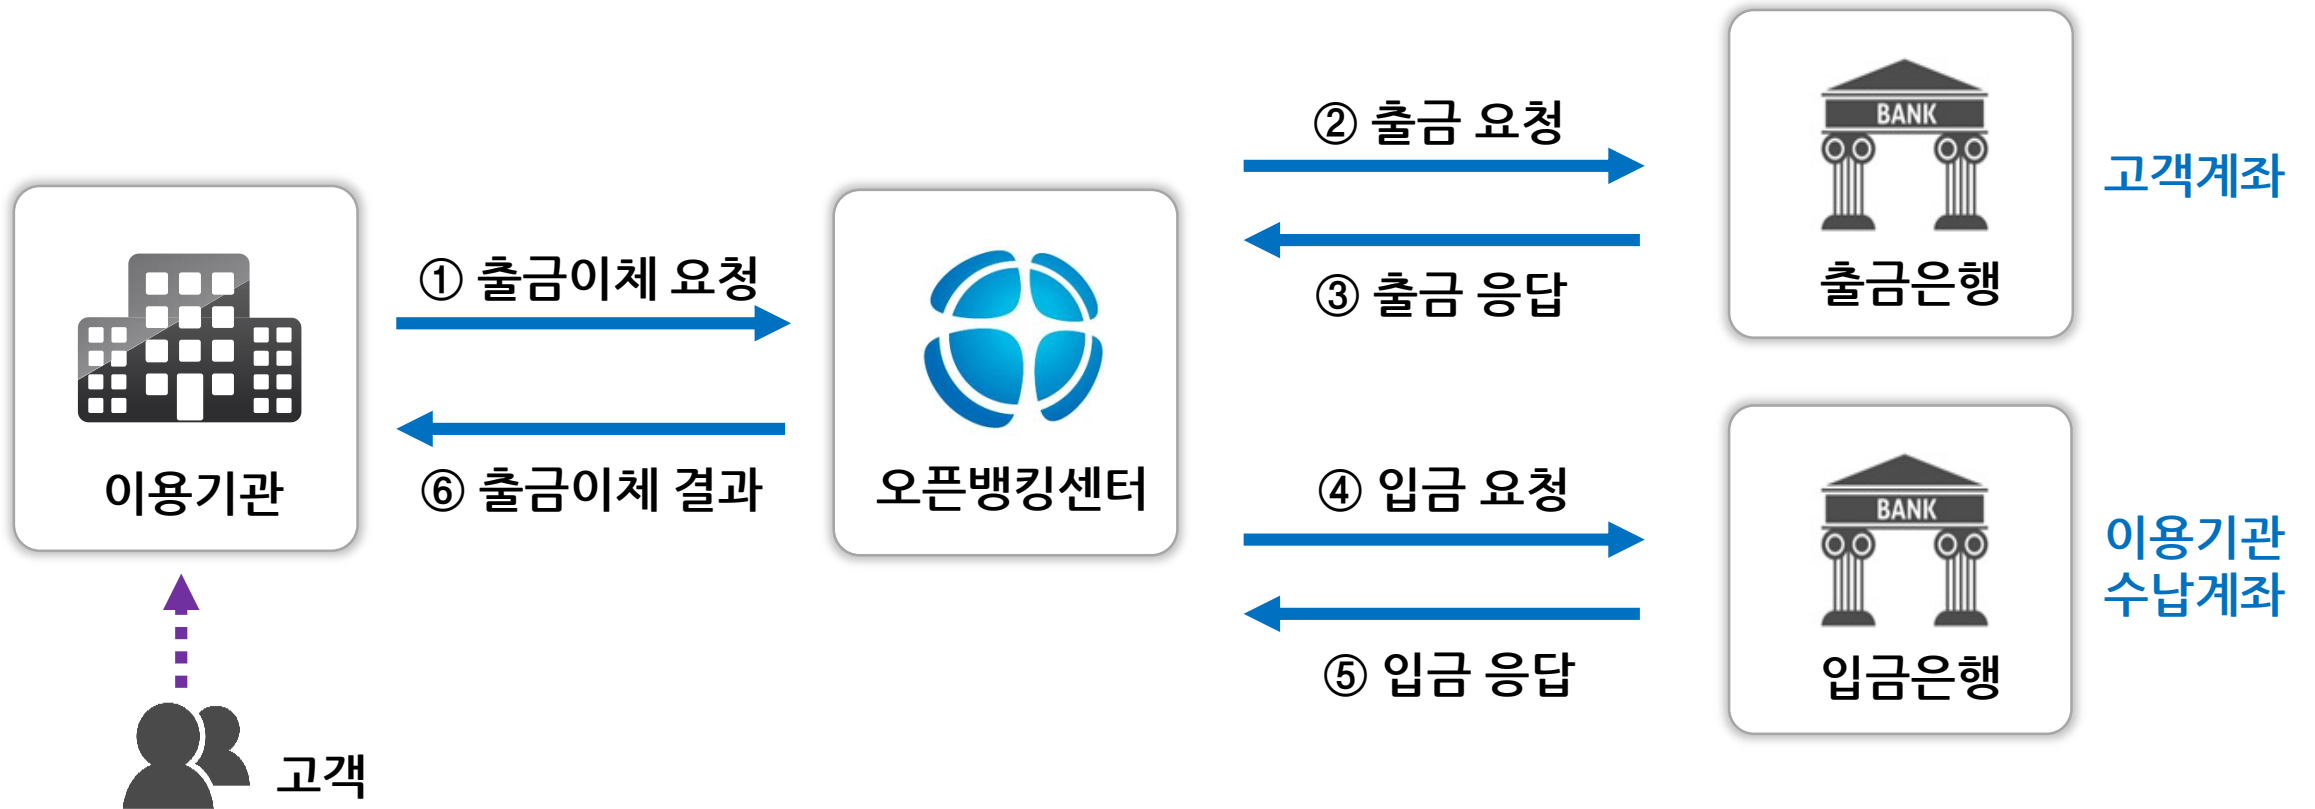 ① 출금이체 요청
⑥ 출금이체 결과
이용기관
고객
오픈뱅킹센터
② 출금 요청
③ 출금 응답
④ 입금 요청
⑤ 입금 응답
BANK
출금은행
고객계좌
BANK
입금은행
이용기관
수납계좌